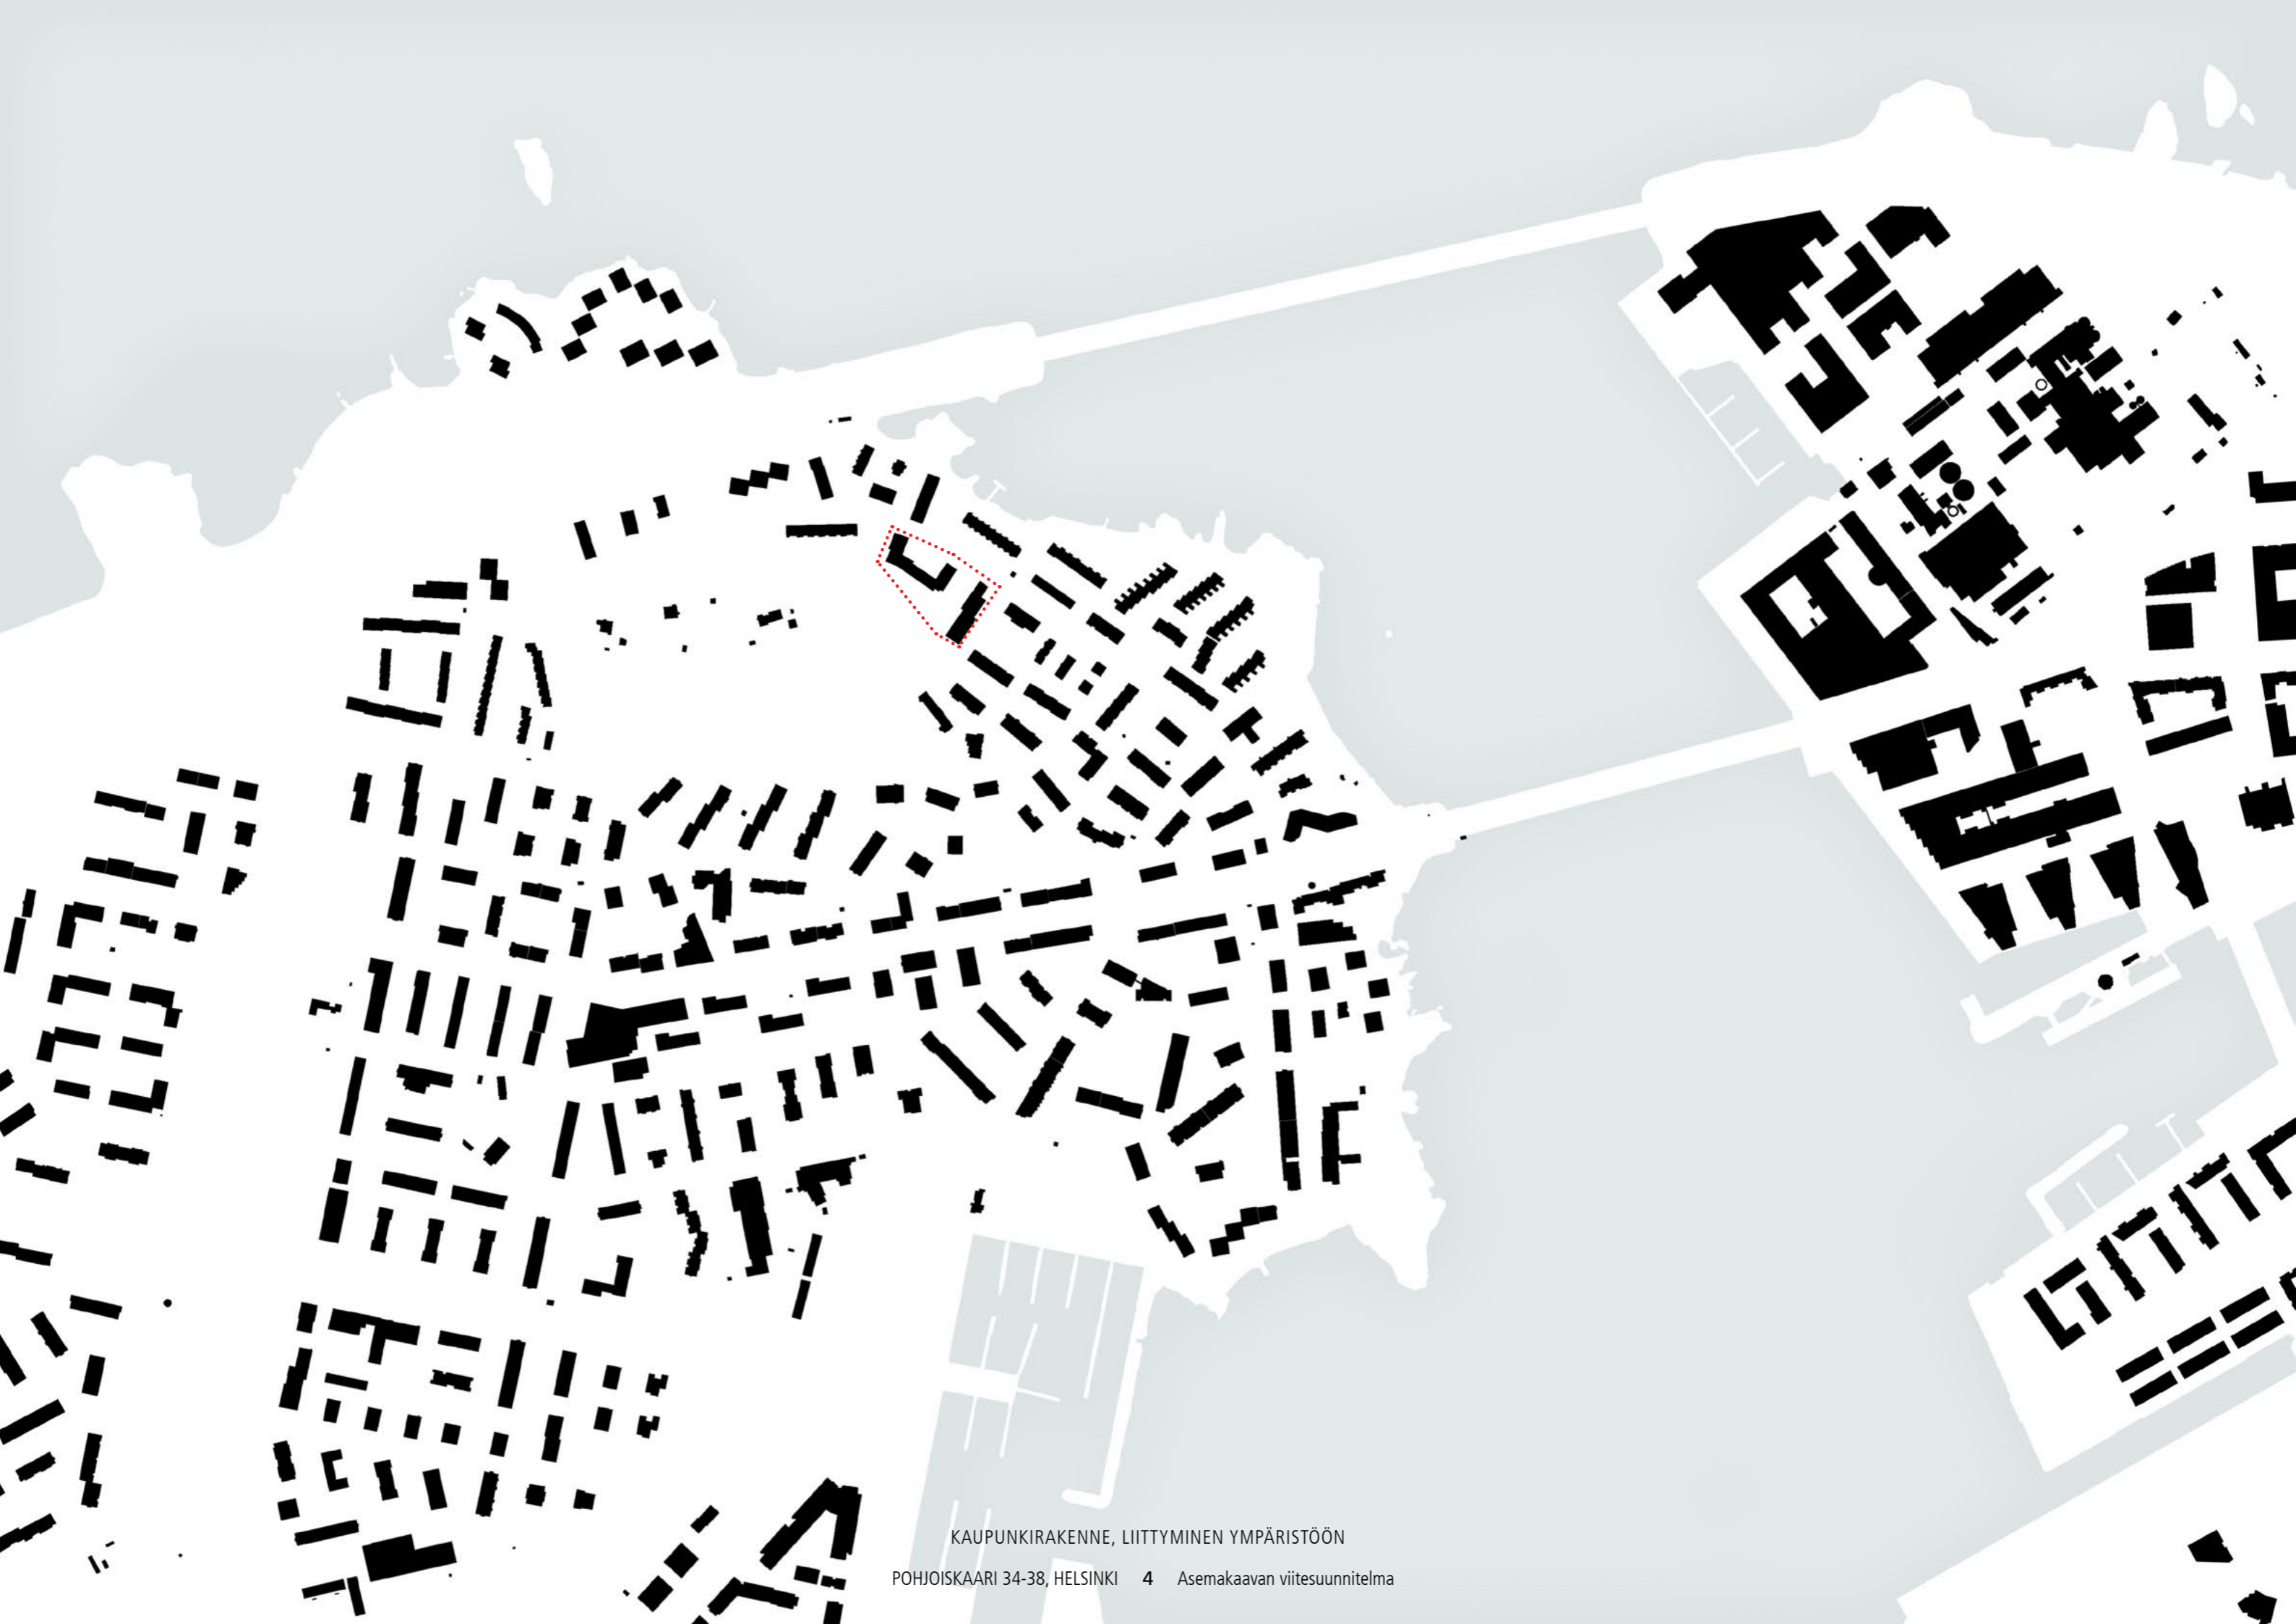 KAUPUNKIRAKENNE, LIITTYMINEN YMPÄRISTÖÖN
POHJOISKAARI 34-38, HELSINKI 4 Asemakaavan viitesuunnitelma